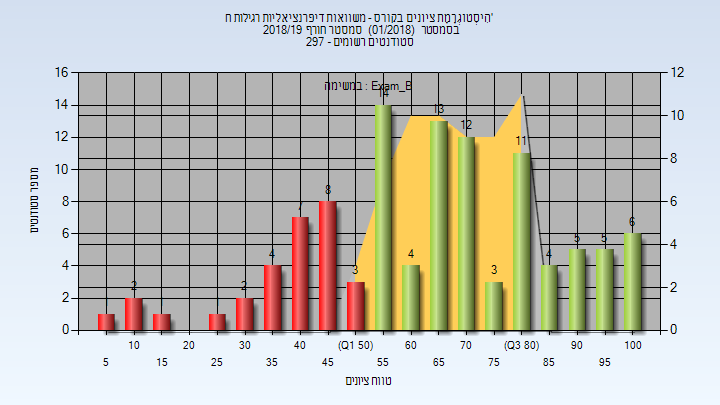 הִיסְטוגְרָמַת ציונים בקורס - משוואות דיפרנציאליות רגילות ח'
בסמסטר (01/2018) סמסטר חורף 2018/19
סטודנטים רשומים - 297
במשימה : Exam_B
מספר סטודנטים
16 14 12 10 8 6 4 2 0
12 10 8 6 4 2 0
2 2 4 7 8 3 14 4 13 12 3 11 4 5 5 6
10 20 30 40 (Q1 50) 60 70 (Q3 80) 90 100
5 15 25 35 45 55 65 75 85 95
טווח ציונים